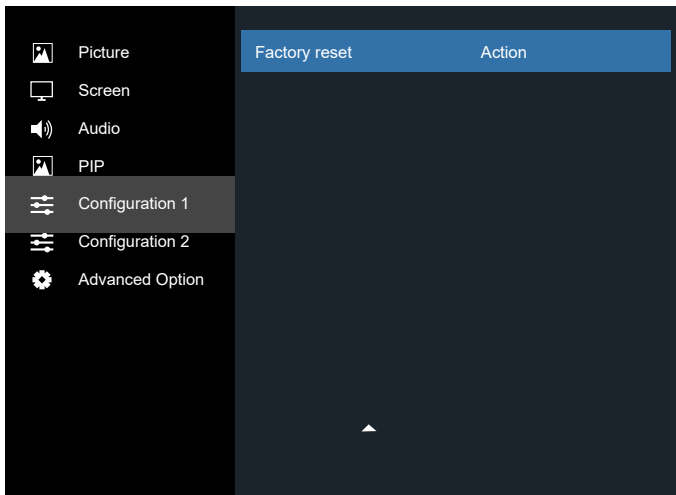 Picture
Factory reset Action
Screen
Audio
PIP
Configuration 1
Configuration 2
Advanced Option